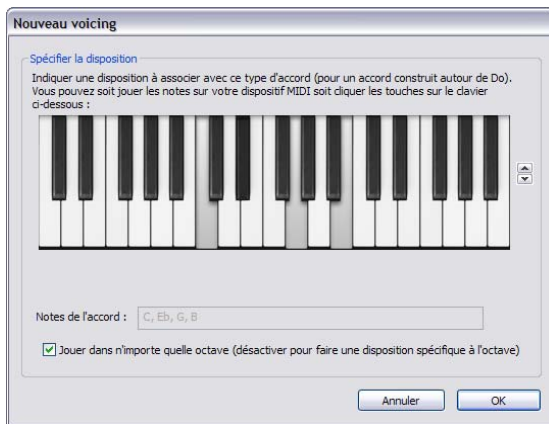 Nouveau voicing
Spécifier la disposition
Indiquer une disposition à associer avec ce type d'accord (pour un accord construit autour de Do).
Vous pouvez soit jouer les notes sur votre dispositif MIDI soit cliquer les touches sur le clavier
ci-dessous :
Notes de l'accord : C, Eb, G, B
Jouer dans n'importe quelle octave (désactiver pour faire une disposition spécifique à l'octave)
Annuler OK